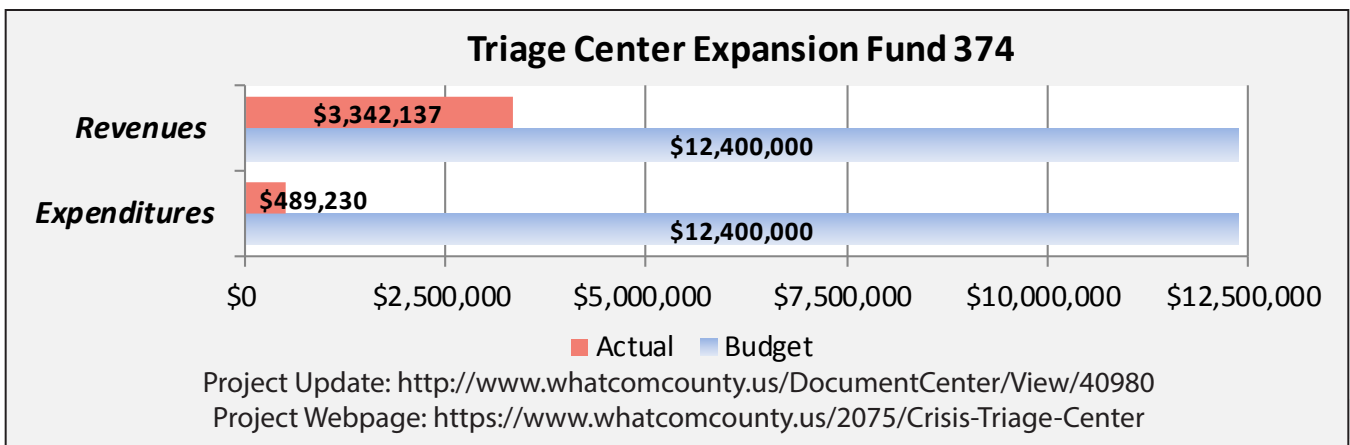 Triage Center Expansion Fund 374
Revenues
$3,342,137
$12,400,000
Expenditures
$489,230
$12,400,000
$0 $2,500,000 $5,000,000 $7,500,000 $10,000,000 $12,500,000
Actual Budget
Project Update: http://www.whatcomcounty.us/DocumentCenter/View/40980
Project Webpage: https://www.whatcomcounty.us/2075/Crisis-Triage-Center